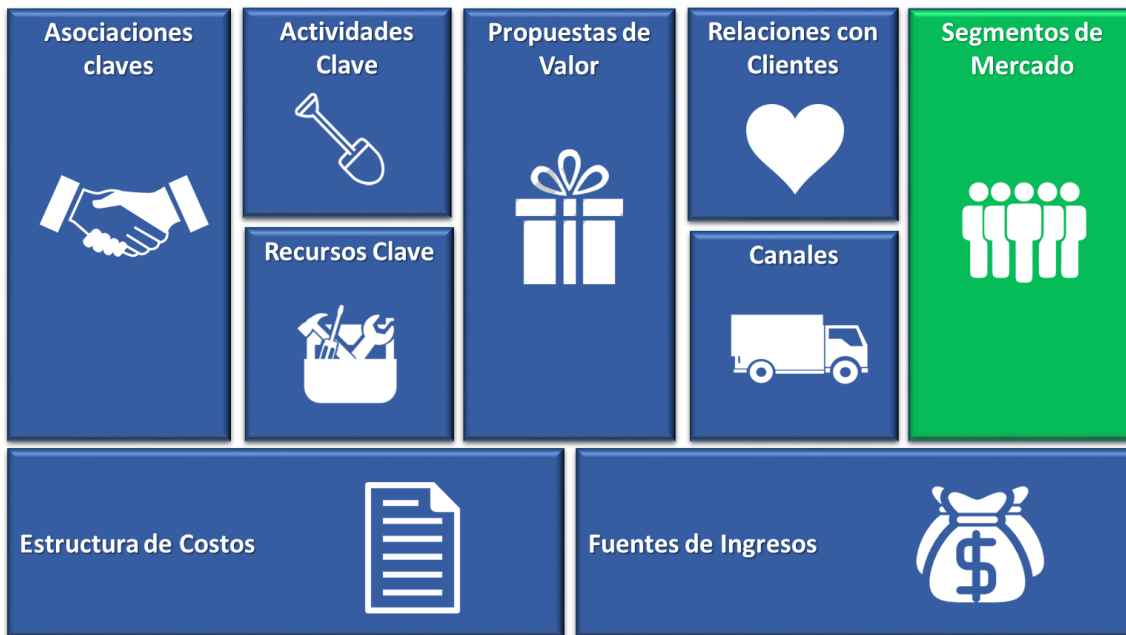 Asociaciones
claves
Actividades
Clave
Propuestas de
Valor
Relaciones con
Clientes
Segmentos de
Mercado
Recursos Clave
Canales
Estructura de Costos
Fuentes de Ingresos
$